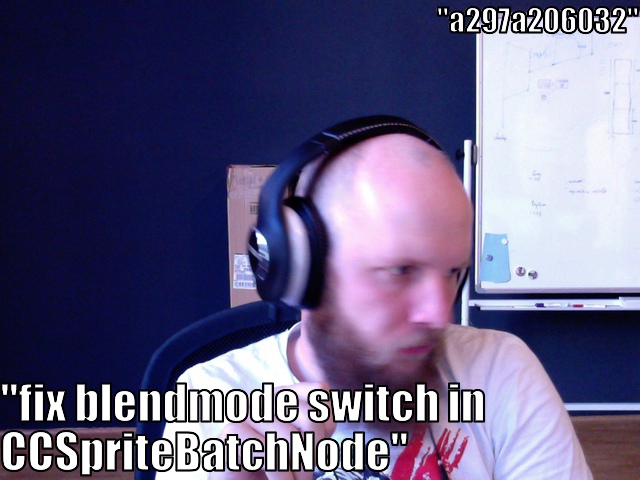 "a297a206032"
"fix blendmode switch in
CCSpriteBatchNode"